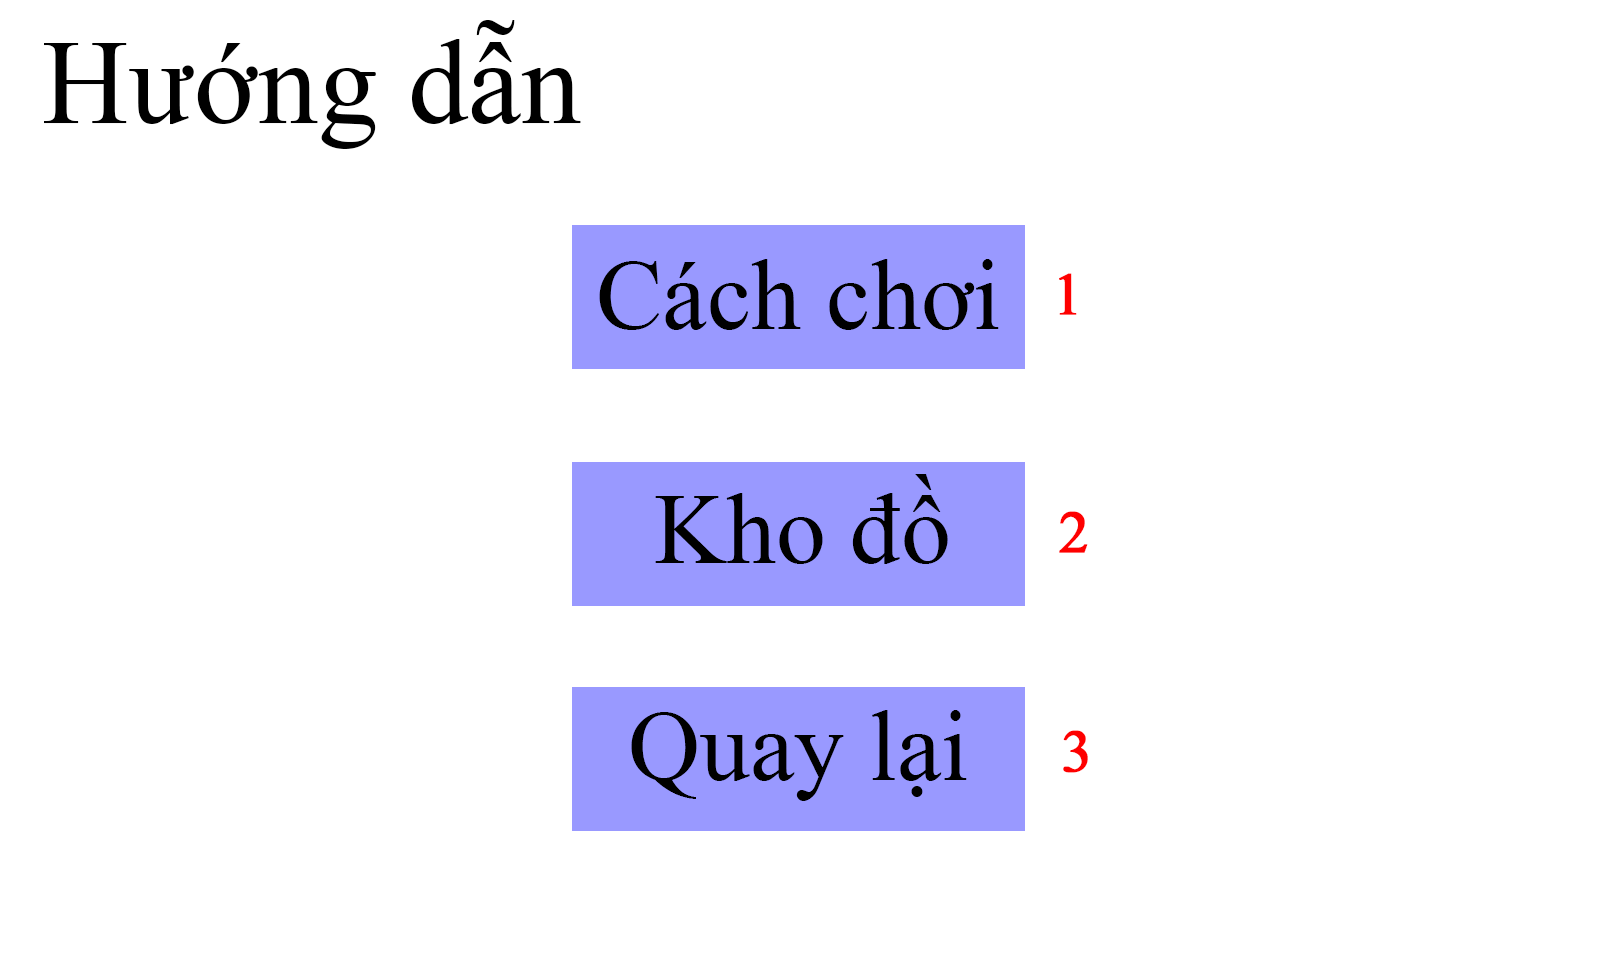 Hướng dẫn
Cách chơi 1
Kho đồ 2
Quay lại 3